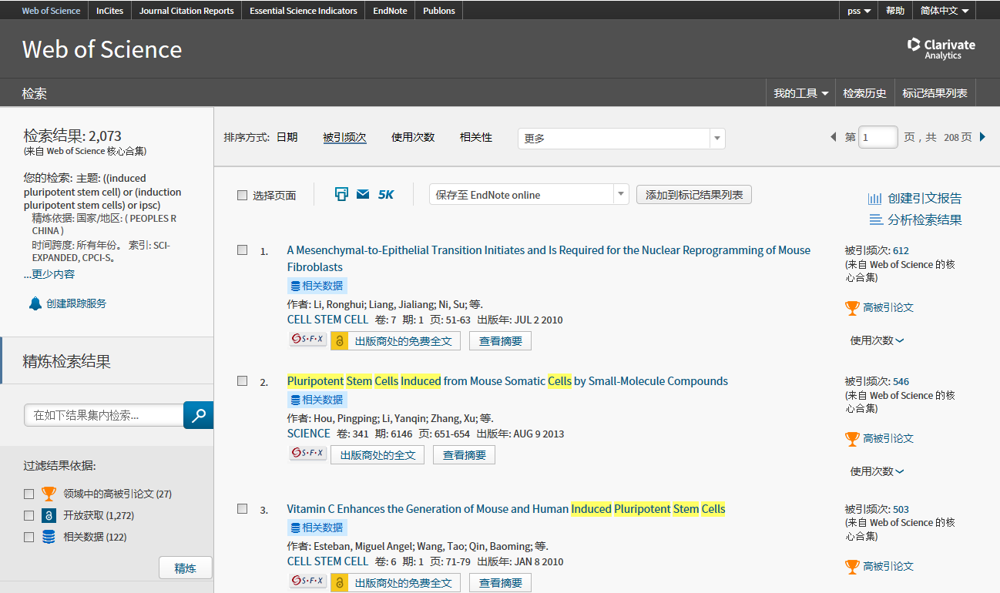 Web of Science InCites Journal Citation Reports Essential Science Indicators EndNote Publons pss 帮助 简体中文
Web of Science
Clarivate
Analytics
检索 我的工具 检索历史 标记结果列表
检索结果: 2,073
(来自 Web of Science 核心合集)
您的检索: 主题: ((induced
pluripotent stem cell) or (induction
pluripotent stem cells) or ipsc)
精炼依据: 国家/地区: ( PEOPLES R
CHINA )
时间跨度: 所有年份。 索引: SCI-
EXPANDED, CPCI-S。
...更少内容
创建跟踪服务
精炼检索结果
在如下结果集内检索...
过滤结果依据:
领域中的高被引论文 (27)
开放获取 (1,272)
相关数据 (122)
精炼
排序方式: 日期 被引频次 使用次数 相关性 更多
第 1 页，共 208 页
选择页面 5K 保存至 EndNote online 添加到标记结果列表
创建引文报告
分析检索结果
1. A Mesenchymal-to-Epithelial Transition Initiates and Is Required for the Nuclear Reprogramming of Mouse
Fibroblasts
相关数据
作者: Li, Ronghui; Liang, Jialiang; Ni, Su; 等.
CELL STEM CELL 卷: 7 期: 1 页: 51-63 出版年: JUL 2 2010
S·F·X 出版商处的免费全文 查看摘要
被引频次: 612
(来自 Web of Science 的核
心合集)
高被引论文
使用次数
2. Pluripotent Stem Cells Induced from Mouse Somatic Cells by Small-Molecule Compounds
相关数据
作者: Hou, Pingping; Li, Yanqin; Zhang, Xu; 等.
SCIENCE 卷: 341 期: 6146 页: 651-654 出版年: AUG 9 2013
S·F·X 出版商处的全文 查看摘要
被引频次: 546
(来自 Web of Science 的核
心合集)
高被引论文
使用次数
3. Vitamin C Enhances the Generation of Mouse and Human Induced Pluripotent Stem Cells
相关数据
作者: Esteban, Miguel Angel; Wang, Tao; Qin, Baoming; 等.
CELL STEM CELL 卷: 6 期: 1 页: 71-79 出版年: JAN 8 2010
S·F·X 出版商处的免费全文 查看摘要
被引频次: 503
(来自 Web of Science 的核
心合集)
高被引论文